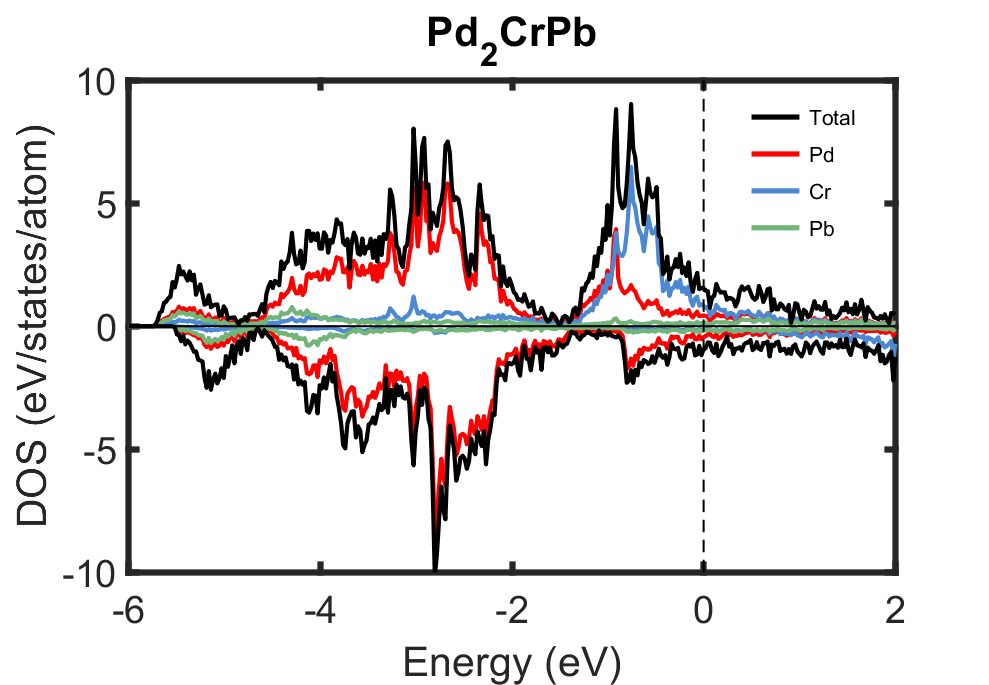 Pd2CrPb
10
5
0
-5
-10
DOS (eV/states/atom)
Total
Pd
Cr
Pb
-6
-4
-2
0
2
Energy (eV)